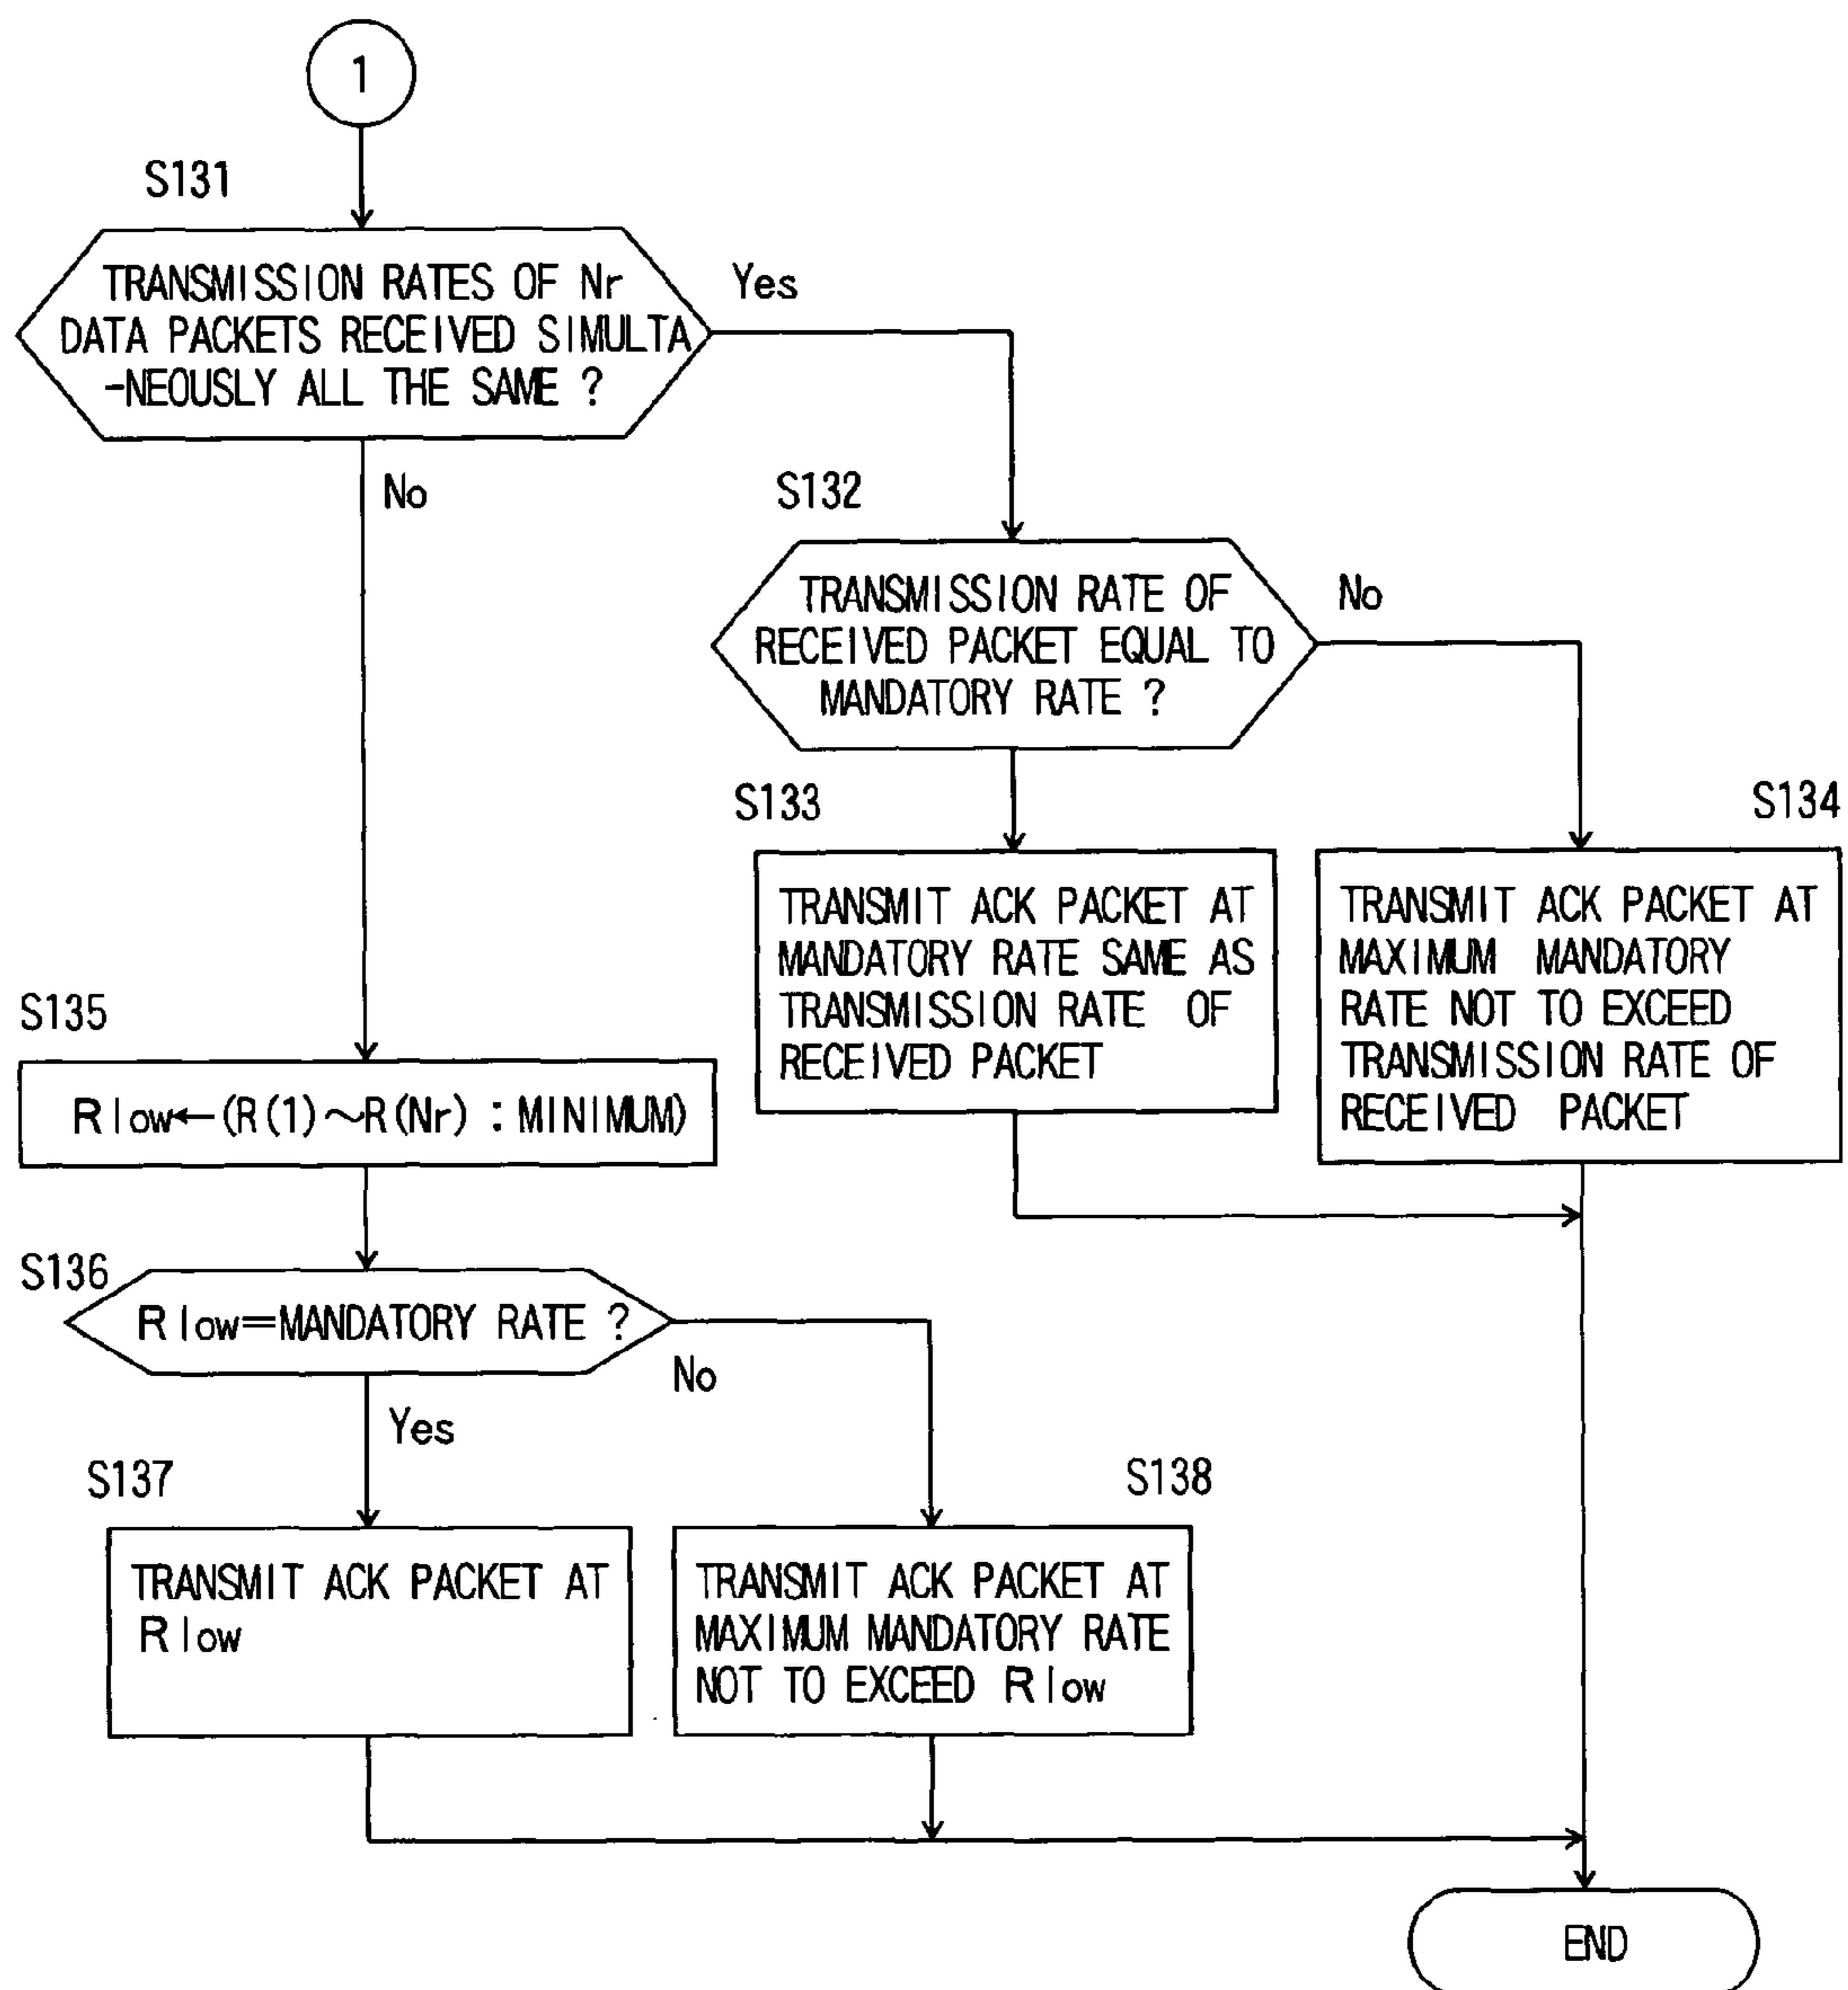 1
S131
TRANSMISSION RATES OF Nr
DATA PACKETS RECEIVED SIMULTA
-NEOUSLY ALL THE SAME ?
Yes
No
S132
TRANSMISSION RATE OF
RECEIVED PACKET EQUAL TO
MANDATORY RATE ?
No
S133
TRANSMIT ACK PACKET AT
MANDATORY RATE SAME AS
TRANSMISSION RATE OF
RECEIVED PACKET
S134
TRANSMIT ACK PACKET AT
MAXIMUM MANDATORY
RATE NOT TO EXCEED
TRANSMISSION RATE OF
RECEIVED PACKET
S135
Rlow←(R(1)~R(Nr) : MINIMUM)
S136
Rlow=MANDATORY RATE ?
No
Yes
S137
TRANSMIT ACK PACKET AT
Rlow
S138
TRANSMIT ACK PACKET AT
MAXIMUM MANDATORY RATE
NOT TO EXCEED Rlow
END